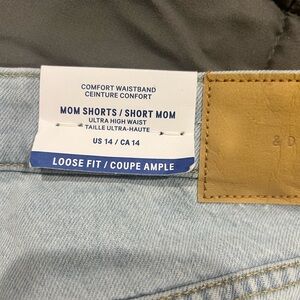 COMFORT WAISTBAND
CEINTURE CONFORT
MOM SHORTS / SHORT MOM
ULTRA HIGH WAIST
TAILLE ULTRA-HAUTE
US 14 / CA 14
LOOSE FIT / COUPE AMPLE
& D